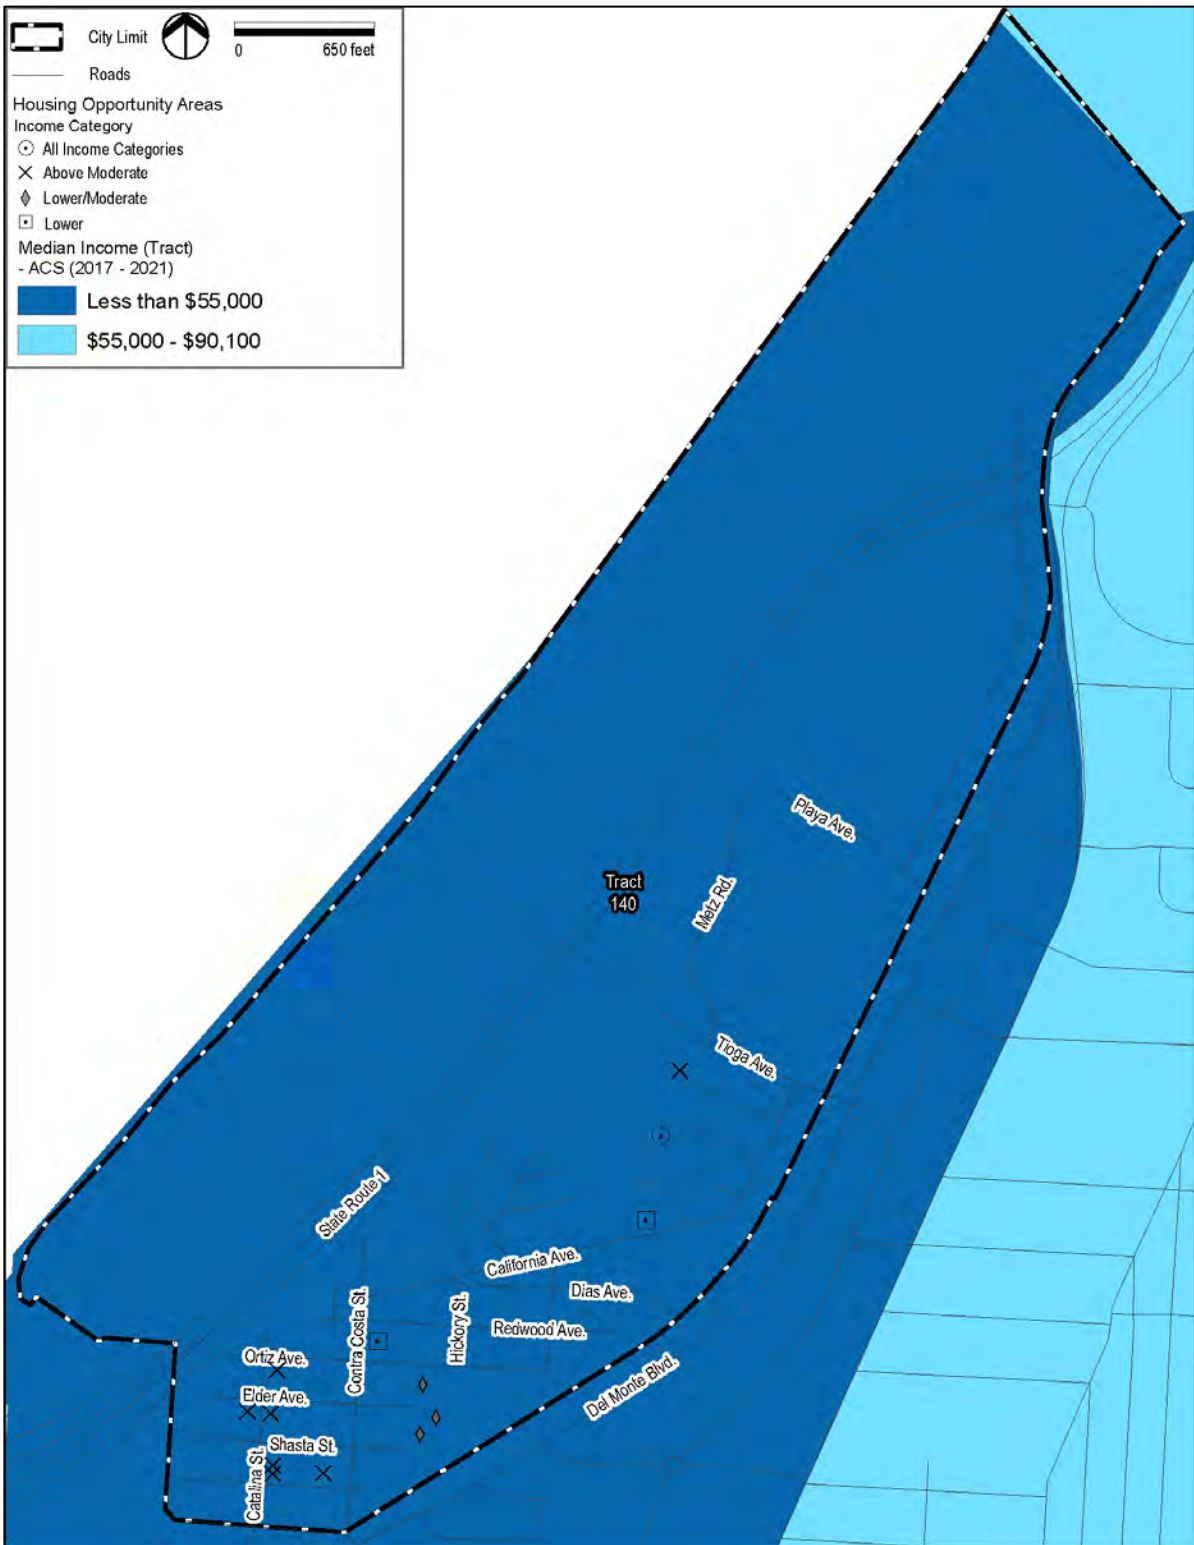 City Limit
0 650 feet
Roads
Housing Opportunity Areas
Income Category
All Income Categories
Above Moderate
Lower/Moderate
Lower
Median Income (Tract)
- ACS (2017 - 2021)
Less than $55,000
$55,000 - $90,100
Playa Ave.
Tract
140
Metz Rd.
Tioga Ave.
State Route 1
California Ave.
Dias Ave.
Contra Costa St.
Hickory St.
Redwood Ave.
Ortiz Ave.
Del Monte Blvd.
Elder Ave.
Shasta St.
Catalina St.